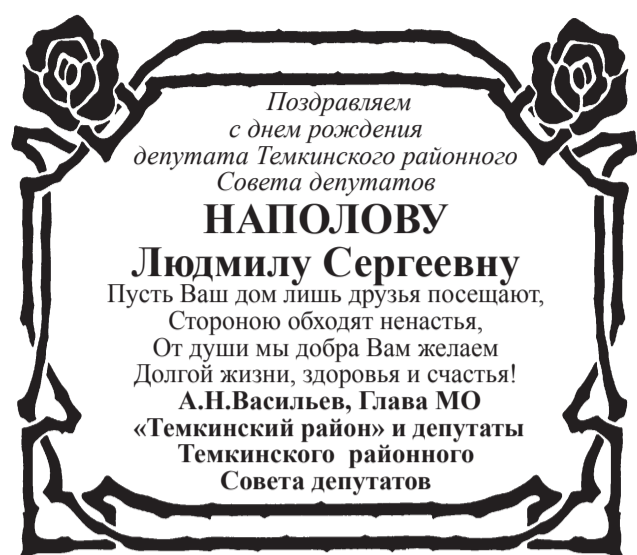 Поздравляем
с днем рождения
депутата Темкинского районного
Совета депутатов
НАПОЛОВУ
Людмилу Сергеевну
Пусть Ваш дом лишь друзья посещают,
Стороною обходят ненастья,
От души мы добра Вам желаем
Долгой жизни, здоровья и счастья!
А.Н.Васильев, Глава МО
«Темкинский район» и депутаты
Темкинского районного
Совета депутатов